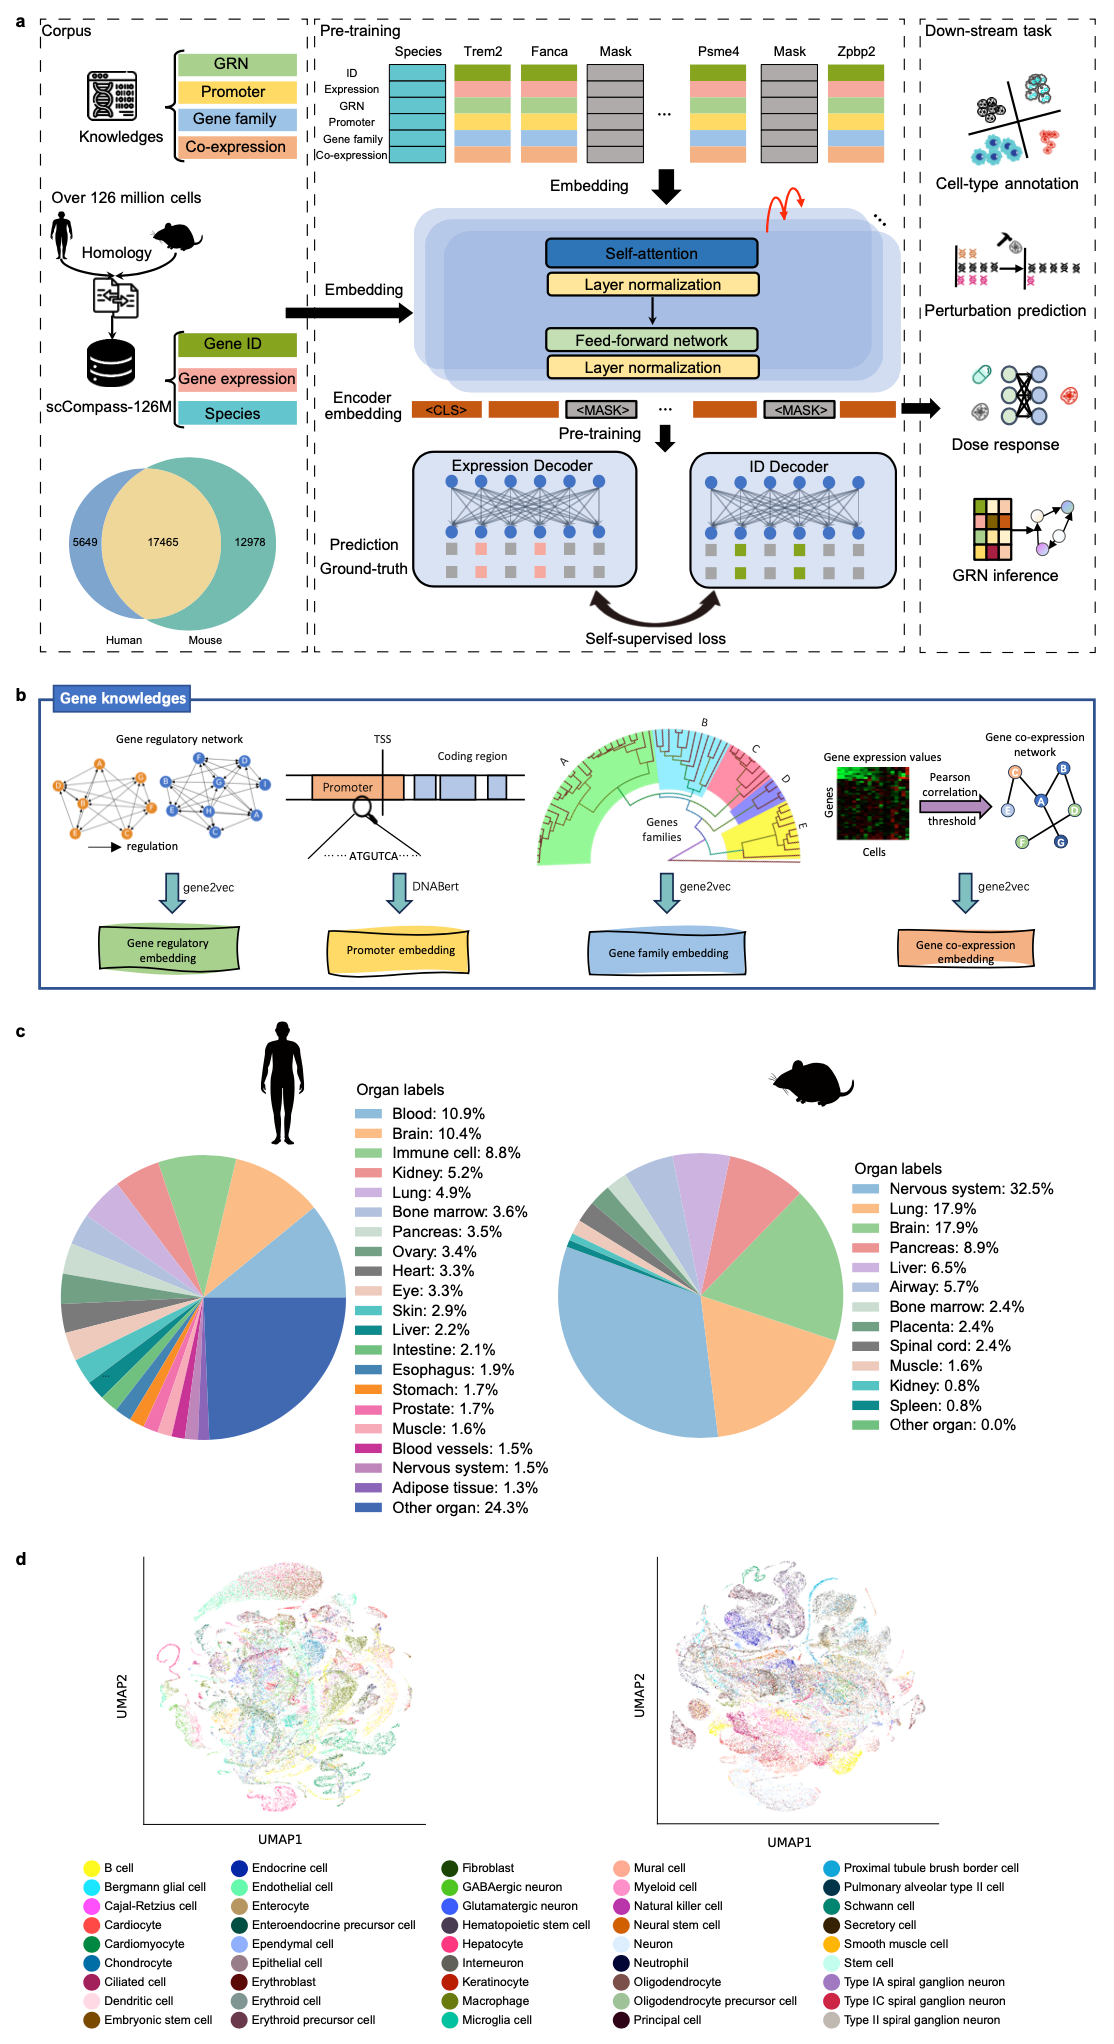 a
Corpus
GRN
Promoter
Gene family
Co-expression
Knowledges
Over 126 million cells
Homology
Gene ID
Gene expression
Species
scCompass-126M
5649
17465
12978
Human
Mouse
Pre-training
Species
Trem2
Fanca
Mask
Psme4
Mask
Zpbp2
ID
Expression
GRN
Promoter
Gene family
Co-expression
...
Embedding
Embedding
Self-attention
Layer normalization
Feed-forward network
Layer normalization
Encoder
embedding
<CLS>
<MASK>
...
<MASK>
Pre-training
Expression Decoder
ID Decoder
Prediction
Ground-truth
Self-supervised loss
Down-stream task
Cell-type annotation
Perturbation prediction
Dose response
GRN inference
b
Gene knowledges
Gene regulatory network
regulation
gene2vec
Gene regulatory
embedding
TSS
Coding region
Promoter
······ATGUTCA······
DNABert
Promoter embedding
A
B
C
D
E
Genes
families
gene2vec
Gene family embedding
Gene expression values
Genes
Cells
Pearson
correlation
threshold
Gene co-expression
network
C
B
E
A
D
F
G
gene2vec
Gene co-expression
embedding
c
Organ labels
Blood: 10.9%
Brain: 10.4%
Immune cell: 8.8%
Kidney: 5.2%
Lung: 4.9%
Bone marrow: 3.6%
Pancreas: 3.5%
Ovary: 3.4%
Heart: 3.3%
Eye: 3.3%
Skin: 2.9%
Liver: 2.2%
Intestine: 2.1%
Esophagus: 1.9%
Stomach: 1.7%
Prostate: 1.7%
Muscle: 1.6%
Blood vessels: 1.5%
Nervous system: 1.5%
Adipose tissue: 1.3%
Other organ: 24.3%
Organ labels
Nervous system: 32.5%
Lung: 17.9%
Brain: 17.9%
Pancreas: 8.9%
Liver: 6.5%
Airway: 5.7%
Bone marrow: 2.4%
Placenta: 2.4%
Spinal cord: 2.4%
Muscle: 1.6%
Kidney: 0.8%
Spleen: 0.8%
Other organ: 0.0%
d
UMAP2
UMAP1
UMAP2
UMAP1
B cell
Bergmann glial cell
Cajal-Retzius cell
Cardiocyte
Cardiomyocyte
Chondrocyte
Ciliated cell
Dendritic cell
Embryonic stem cell
Endocrine cell
Endothelial cell
Enterocyte
Enteroendocrine precursor cell
Ependymal cell
Epithelial cell
Erythroblast
Erythroid cell
Erythroid precursor cell
Fibroblast
GABAergic neuron
Glutamatergic neuron
Hematopoietic stem cell
Hepatocyte
Interneuron
Keratinocyte
Macrophage
Microglia cell
Mural cell
Myeloid cell
Natural killer cell
Neural stem cell
Neuron
Neutrophil
Oligodendrocyte
Oligodendrocyte precursor cell
Principal cell
Proximal tubule brush border cell
Pulmonary alveolar type II cell
Schwann cell
Secretory cell
Smooth muscle cell
Stem cell
Type IA spiral ganglion neuron
Type IC spiral ganglion neuron
Type II spiral ganglion neuron